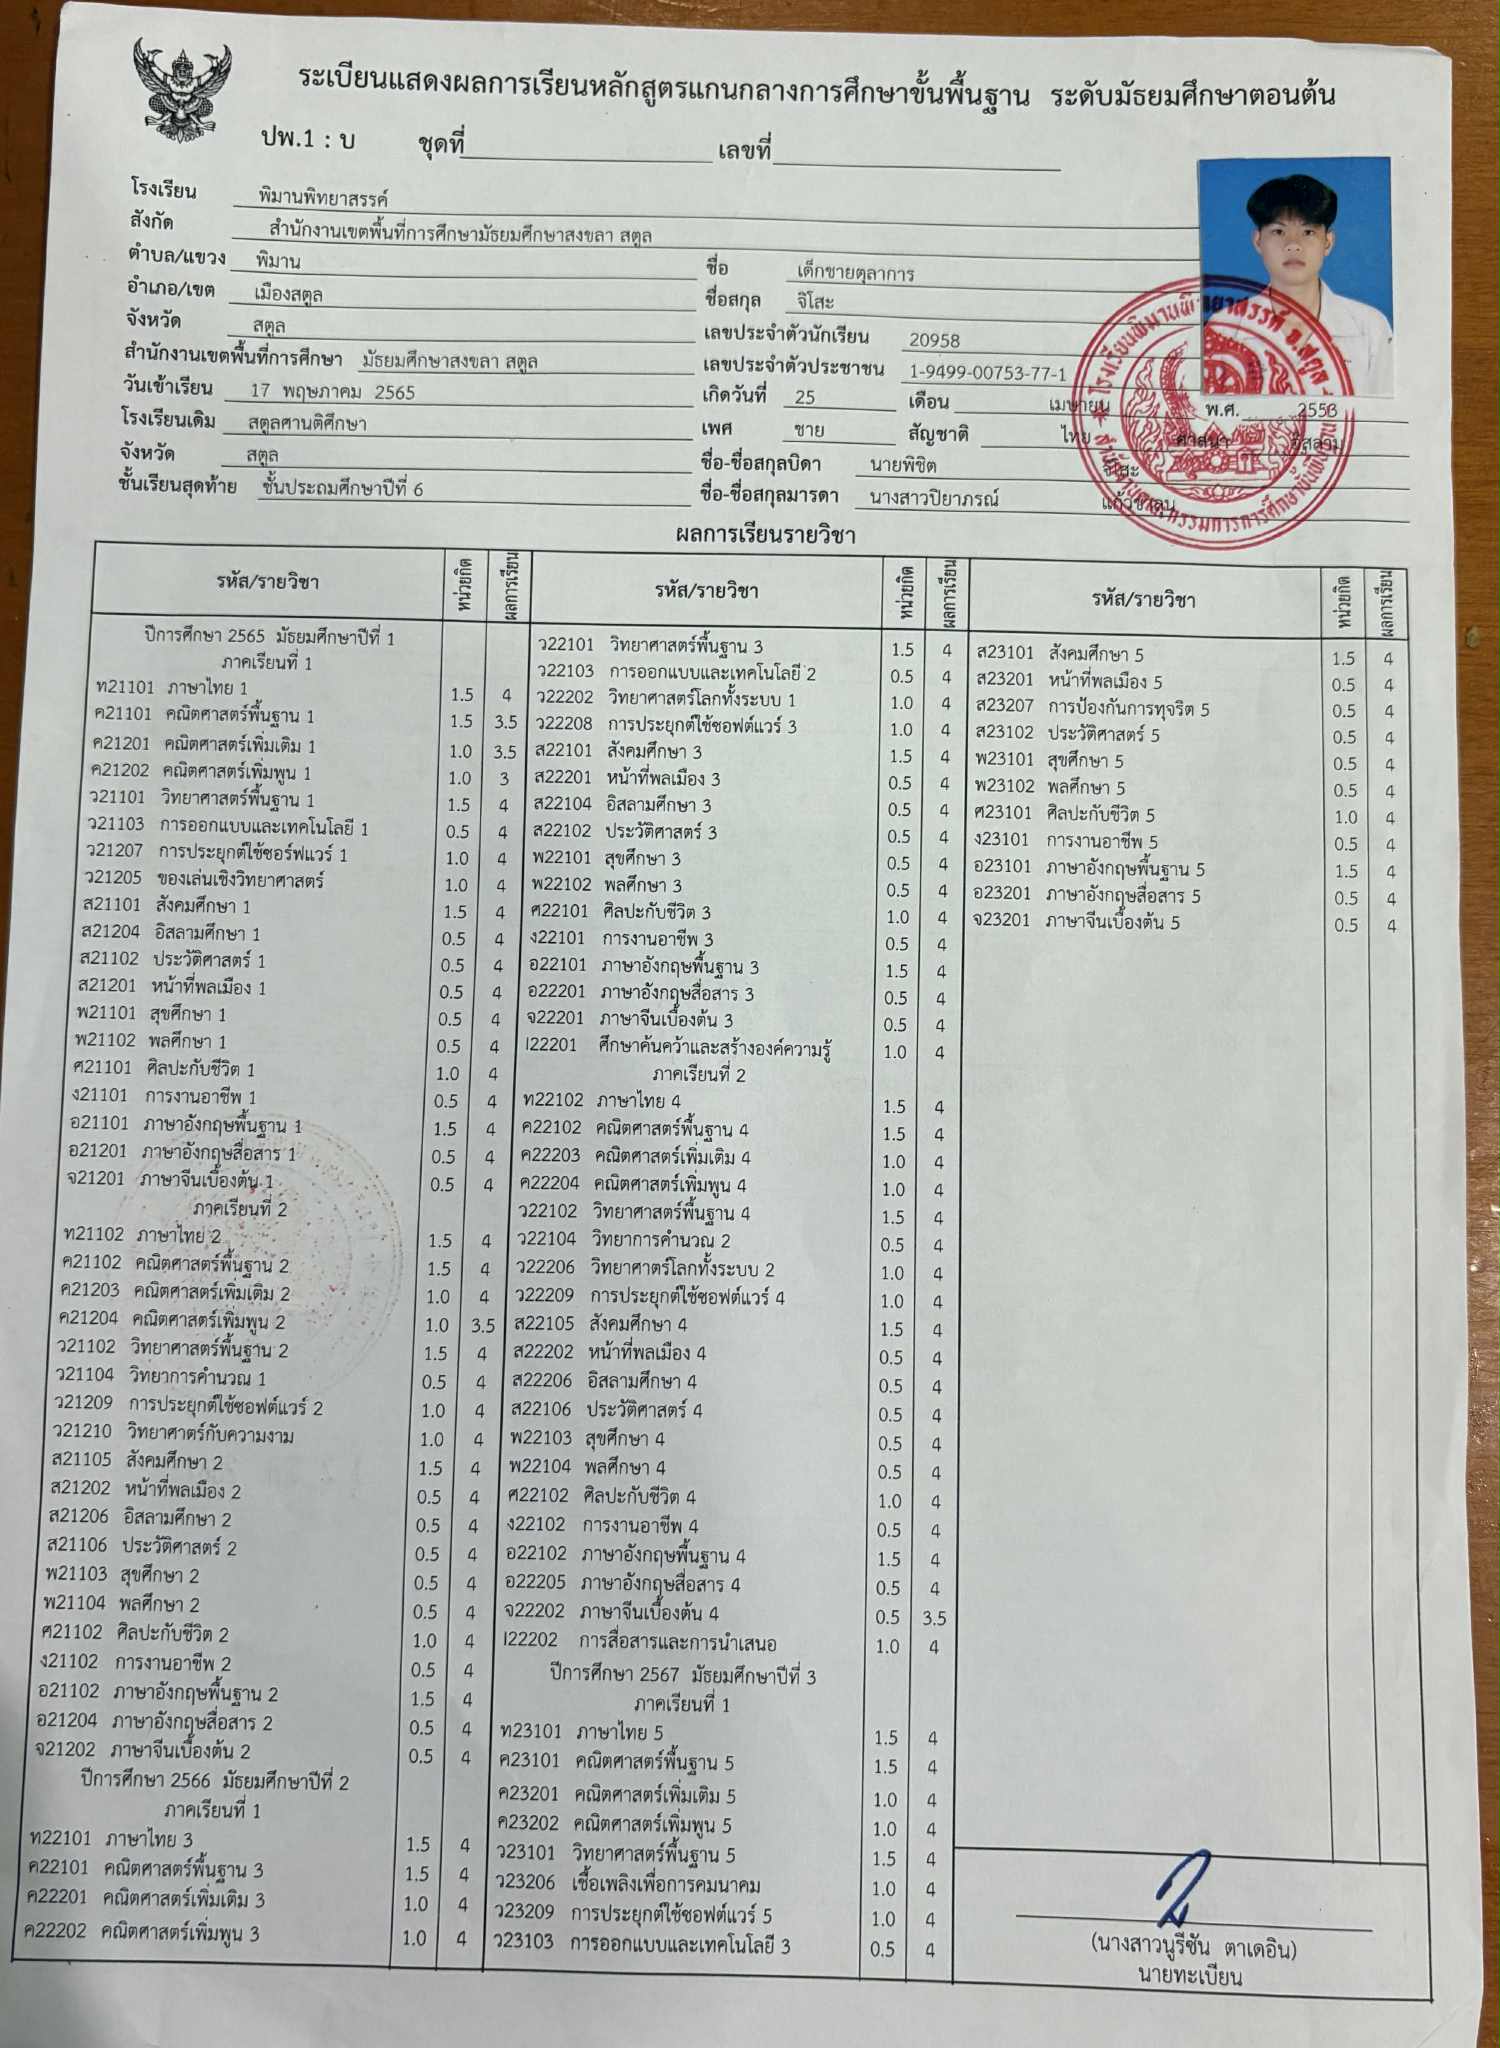 ระเบียนแสดงผลการเรียนหลักสูตรแกนกลางการศึกษาขั้นพื้นฐาน ระดับมัธยมศึกษาตอนต้น
ปพ.1 : บ ชุดที่ เลขที่
โรงเรียน พิมานพิทยาสรรค์
สังกัด สำนักงานเขตพื้นที่การศึกษามัธยมศึกษาสงขลา สตูล
ตำบล/แขวง พิมาน
อำเภอ/เขต เมืองสตูล
จังหวัด สตูล
สำนักงานเขตพื้นที่การศึกษา มัธยมศึกษาสงขลา สตูล
วันเข้าเรียน 17 พฤษภาคม 2565
โรงเรียนเดิม สตูลศานติศึกษา
จังหวัด สตูล
ชั้นเรียนสุดท้าย ชั้นประถมศึกษาปีที่ 6
ชื่อ เด็กชายตุลาการ
ชื่อสกุล จิโสะ
เลขประจำตัวนักเรียน 20958
เลขประจำตัวประชาชน 1-9499-00753-77-1
เกิดวันที่ 25 เดือน เมษายน พ.ศ. 2553
เพศ ชาย สัญชาติ ไทย ศาสนา อิสลาม
ชื่อ-ชื่อสกุลบิดา นายพิชิต จิโสะ
ชื่อ-ชื่อสกุลมารดา นางสาวปิยาภรณ์
ผลการเรียนรายวิชา
รหัส/รายวิชา หน่วยกิต ผลการเรียน
ปีการศึกษา 2565 มัธยมศึกษาปีที่ 1
ภาคเรียนที่ 1
ท21101 ภาษาไทย 1 1.5 4
ค21101 คณิตศาสตร์พื้นฐาน 1 1.5 3.5
ค21201 คณิตศาสตร์เพิ่มเติม 1 1.0 3.5
ค21202 คณิตศาสตร์เพิ่มพูน 1 1.0 3
ว21101 วิทยาศาสตร์พื้นฐาน 1 1.5 4
ว21103 การออกแบบและเทคโนโลยี 1 0.5 4
ว21207 การประยุกต์ใช้ซอร์ฟแวร์ 1 1.0 4
ว21205 ของเล่นเชิงวิทยาศาสตร์ 1.0 4
ส21101 สังคมศึกษา 1 1.5 4
ส21204 อิสลามศึกษา 1 0.5 4
ส21102 ประวัติศาสตร์ 1 0.5 4
ส21201 หน้าที่พลเมือง 1 0.5 4
พ21101 สุขศึกษา 1 0.5 4
พ21102 พลศึกษา 1 0.5 4
ศ21101 ศิลปะกับชีวิต 1 1.0 4
ง21101 การงานอาชีพ 1 0.5 4
อ21101 ภาษาอังกฤษพื้นฐาน 1 1.5 4
อ21201 ภาษาอังกฤษสื่อสาร 1 0.5 4
จ21201 ภาษาจีนเบื้องต้น 1 0.5 4
ภาคเรียนที่ 2
ท21102 ภาษาไทย 2 1.5 4
ค21102 คณิตศาสตร์พื้นฐาน 2 1.5 4
ค21203 คณิตศาสตร์เพิ่มเติม 2 1.0 4
ค21204 คณิตศาสตร์เพิ่มพูน 2 1.0 3.5
ว21102 วิทยาศาสตร์พื้นฐาน 2 1.5 4
ว21104 วิทยาการคำนวณ 1 0.5 4
ว21209 การประยุกต์ใช้ซอฟต์แวร์ 2 1.0 4
ว21210 วิทยาศาตร์กับความงาม 1.0 4
ส21105 สังคมศึกษา 2 1.5 4
ส21202 หน้าที่พลเมือง 2 0.5 4
ส21206 อิสลามศึกษา 2 0.5 4
ส21106 ประวัติศาสตร์ 2 0.5 4
พ21103 สุขศึกษา 2 0.5 4
พ21104 พลศึกษา 2 0.5 4
ศ21102 ศิลปะกับชีวิต 2 1.0 4
ง21102 การงานอาชีพ 2 0.5 4
อ21102 ภาษาอังกฤษพื้นฐาน 2 1.5 4
อ21204 ภาษาอังกฤษสื่อสาร 2 0.5 4
จ21202 ภาษาจีนเบื้องต้น 2 0.5 4
ปีการศึกษา 2566 มัธยมศึกษาปีที่ 2
ภาคเรียนที่ 1
ท22101 ภาษาไทย 3 1.5 4
ค22101 คณิตศาสตร์พื้นฐาน 3 1.5 4
ค22201 คณิตศาสตร์เพิ่มเติม 3 1.0 4
ค22202 คณิตศาสตร์เพิ่มพูน 3 1.0 4
รหัส/รายวิชา หน่วยกิต ผลการเรียน
ว22101 วิทยาศาสตร์พื้นฐาน 3 1.5 4
ว22103 การออกแบบและเทคโนโลยี 2 0.5 4
ว22202 วิทยาศาสตร์โลกทั้งระบบ 1 1.0 4
ว22208 การประยุกต์ใช้ซอฟต์แวร์ 3 1.0 4
ส22101 สังคมศึกษา 3 1.5 4
ส22201 หน้าที่พลเมือง 3 0.5 4
ส22104 อิสลามศึกษา 3 0.5 4
ส22102 ประวัติศาสตร์ 3 0.5 4
พ22101 สุขศึกษา 3 0.5 4
พ22102 พลศึกษา 3 0.5 4
ศ22101 ศิลปะกับชีวิต 3 1.0 4
ง22101 การงานอาชีพ 3 0.5 4
อ22101 ภาษาอังกฤษพื้นฐาน 3 1.5 4
อ22201 ภาษาอังกฤษสื่อสาร 3 0.5 4
จ22201 ภาษาจีนเบื้องต้น 3 0.5 4
I22201 ศึกษาค้นคว้าและสร้างองค์ความรู้ 1.0 4
ภาคเรียนที่ 2
ท22102 ภาษาไทย 4 1.5 4
ค22102 คณิตศาสตร์พื้นฐาน 4 1.5 4
ค22203 คณิตศาสตร์เพิ่มเติม 4 1.0 4
ค22204 คณิตศาสตร์เพิ่มพูน 4 1.0 4
ว22102 วิทยาศาสตร์พื้นฐาน 4 1.5 4
ว22104 วิทยาการคำนวณ 2 0.5 4
ว22206 วิทยาศาตร์โลกทั้งระบบ 2 1.0 4
ว22209 การประยุกต์ใช้ซอฟต์แวร์ 4 1.0 4
ส22105 สังคมศึกษา 4 1.5 4
ส22202 หน้าที่พลเมือง 4 0.5 4
ส22206 อิสลามศึกษา 4 0.5 4
ส22106 ประวัติศาสตร์ 4 0.5 4
พ22103 สุขศึกษา 4 0.5 4
พ22104 พลศึกษา 4 0.5 4
ศ22102 ศิลปะกับชีวิต 4 1.0 4
ง22102 การงานอาชีพ 4 0.5 4
อ22102 ภาษาอังกฤษพื้นฐาน 4 1.5 4
อ22205 ภาษาอังกฤษสื่อสาร 4 0.5 4
จ22202 ภาษาจีนเบื้องต้น 4 0.5 3.5
I22202 การสื่อสารและการนำเสนอ 1.0 4
ปีการศึกษา 2567 มัธยมศึกษาปีที่ 3
ภาคเรียนที่ 1
ท23101 ภาษาไทย 5 1.5 4
ค23101 คณิตศาสตร์พื้นฐาน 5 1.5 4
ค23201 คณิตศาสตร์เพิ่มเติม 5 1.0 4
ค23202 คณิตศาสตร์เพิ่มพูน 5 1.0 4
ว23101 วิทยาศาสตร์พื้นฐาน 5 1.5 4
ว23206 เชื้อเพลิงเพื่อการคมนาคม 1.0 4
ว23209 การประยุกต์ใช้ซอฟต์แวร์ 5 1.0 4
ว23103 การออกแบบและเทคโนโลยี 3 0.5 4
รหัส/รายวิชา หน่วยกิต ผลการเรียน
ส23101 สังคมศึกษา 5 1.5 4
ส23201 หน้าที่พลเมือง 5 0.5 4
ส23207 การป้องกันการทุจริต 5 0.5 4
ส23102 ประวัติศาสตร์ 5 0.5 4
พ23101 สุขศึกษา 5 0.5 4
พ23102 พลศึกษา 5 0.5 4
ศ23101 ศิลปะกับชีวิต 5 1.0 4
ง23101 การงานอาชีพ 5 0.5 4
อ23101 ภาษาอังกฤษพื้นฐาน 5 1.5 4
อ23201 ภาษาอังกฤษสื่อสาร 5 0.5 4
จ23201 ภาษาจีนเบื้องต้น 5 0.5 4
(นางสาวนูรีซัน ตาเดอิน)
นายทะเบียน